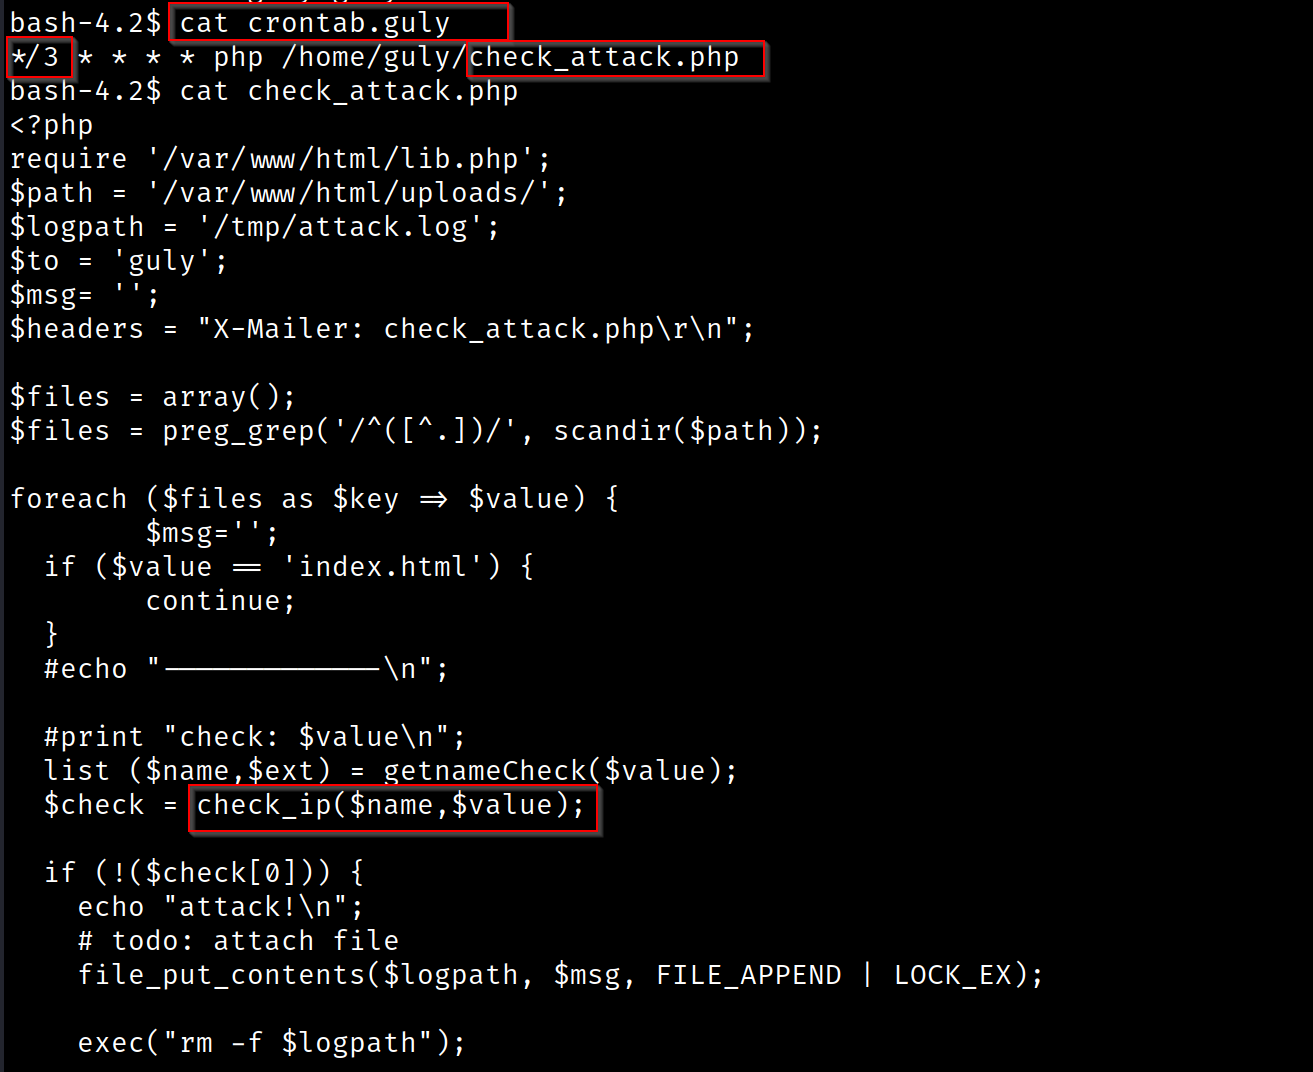 bash-4.2$ cat crontab.guly
*/3 * * * * php /home/guly/check_attack.php
bash-4.2$ cat check_attack.php
<?php
require '/var/www/html/lib.php';
$path = '/var/www/html/uploads/';
$logpath = '/tmp/attack.log';
$to = 'guly';
$msg= '';
$headers = "X-Mailer: check_attack.php\r\n";
$files = array();
$files = preg_grep('/^([^.])/', scandir($path));
foreach ($files as $key => $value) {
$msg='';
if ($value == 'index.html') {
continue;
}
#echo "-------------\n";
#print "check: $value\n";
list ($name,$ext) = getnameCheck($value);
$check = check_ip($name,$value);
if (!($check[0])) {
echo "attack!\n";
# todo: attach file
file_put_contents($logpath, $msg, FILE_APPEND | LOCK_EX);
exec("rm -f $logpath");